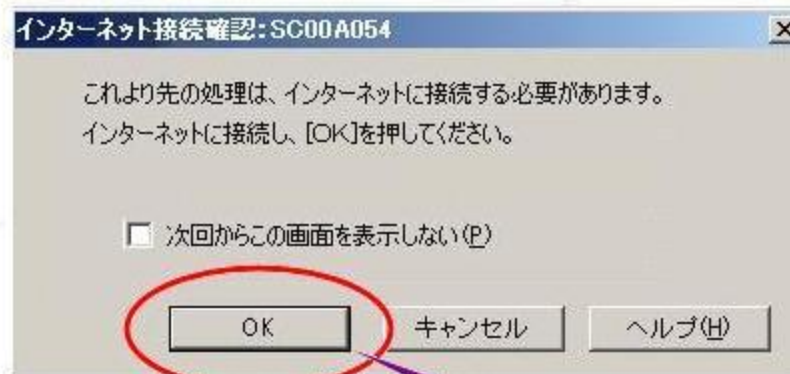 インターネット接続確認:SC00A054
これより先の処理は、インターネットに接続する必要があります。
インターネットに接続し、[OK]を押してください。
次回からこの画面を表示しない(P)
OK キャンセル ヘルプ(H)